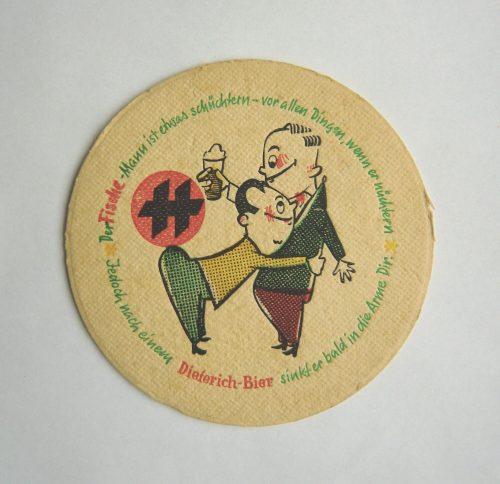 Der Fische-Mann ist etwas schüchtern - vor allen Dingen, wenn er nüchtern
Jedoch nach einem Dieterich-Bier sinkt er bald in die Arme Dir.